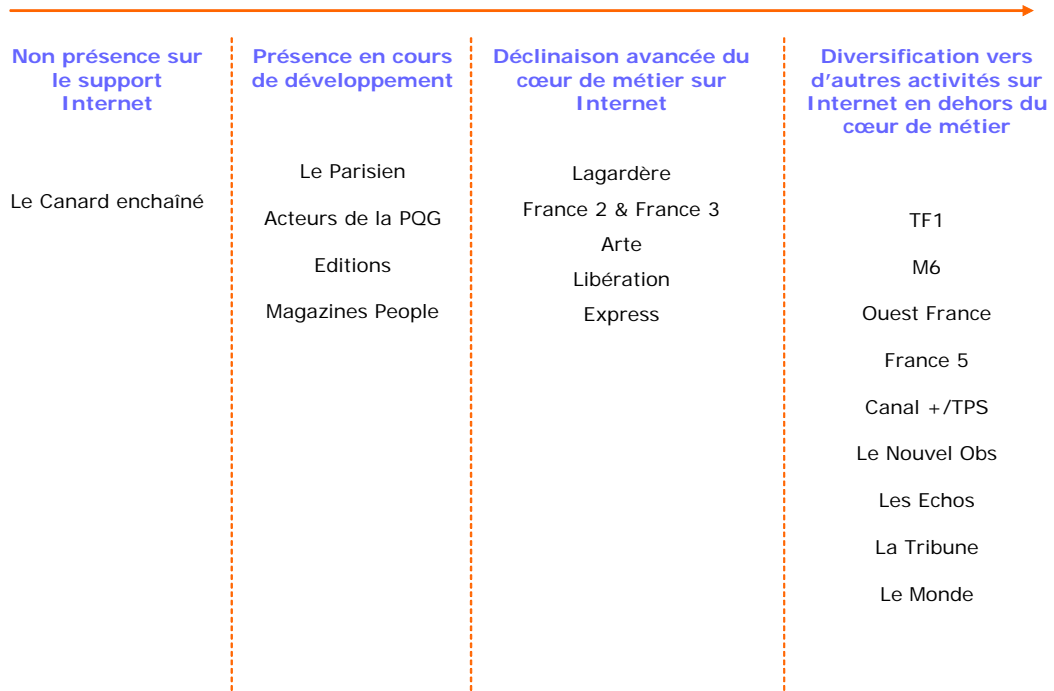 Non présence sur
le support
Internet
Le Canard enchaîné
Présence en cours
de développement
Le Parisien
Acteurs de la PQG
Editions
Magazines People
Déclinaison avancée du
cœur de métier sur
Internet
Lagardère
France 2 & France 3
Arte
Libération
Express
Diversification vers
d'autres activités sur
Internet en dehors du
cœur de métier
TF1
M6
Ouest France
France 5
Canal +/TPS
Le Nouvel Obs
Les Echos
La Tribune
Le Monde